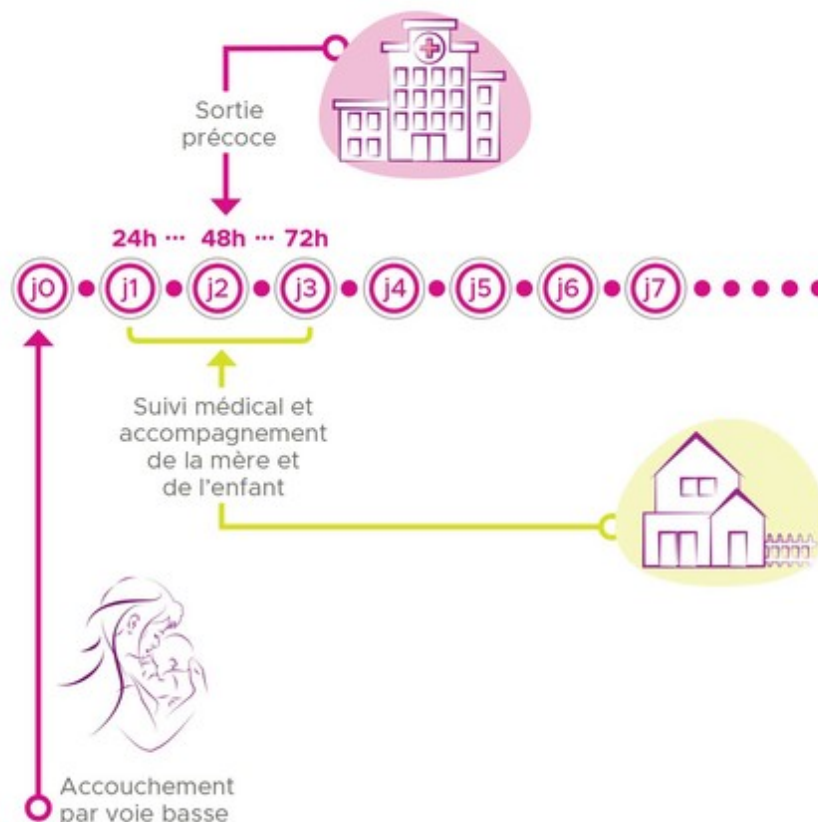 Sortie
précoce
24h ... 48h ... 72h
j0 j1 j2 j3 j4 j5 j6 j7
Suivi médical et
accompagnement
de la mère et
de l'enfant
Accouchement
par voie basse